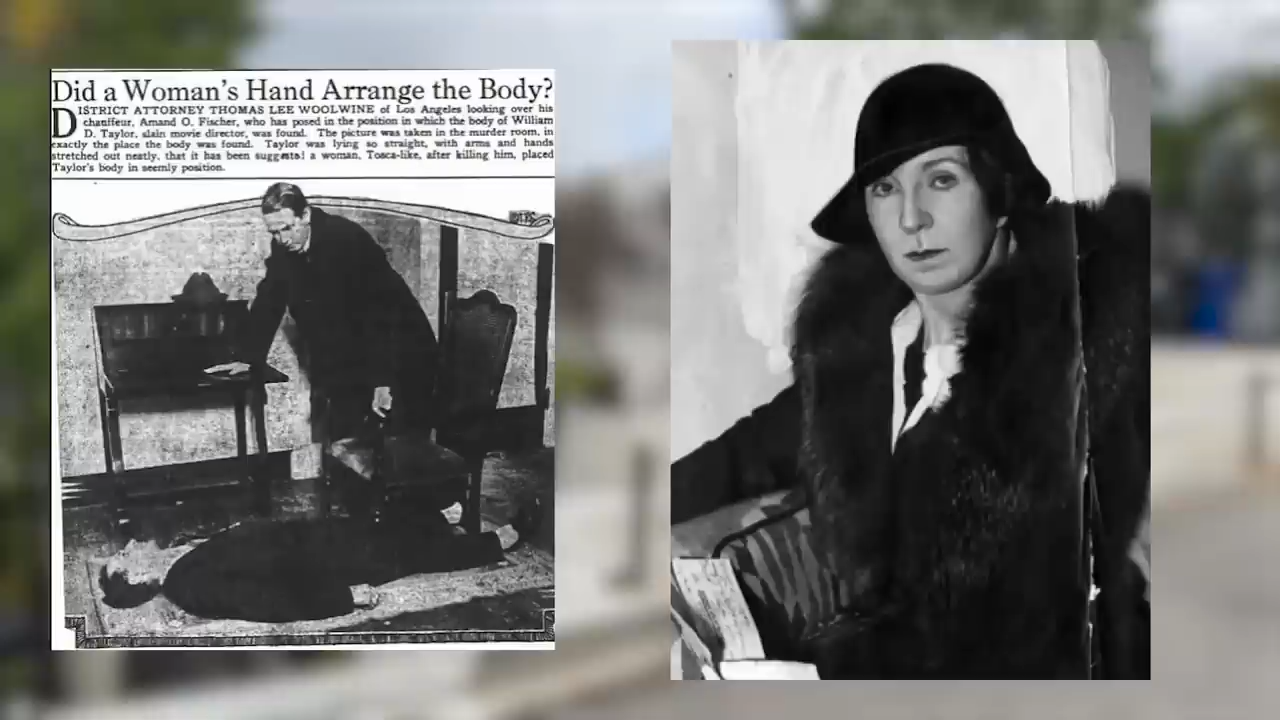 Did a Woman's Hand Arrange the Body?
DISTRICT ATTORNEY THOMAS LEE WOOLWINE of Los Angeles looking over his
chauffeur, Amand O. Fischer, who has posed in the position in which the body of William
D. Taylor, slain movie director, was found. The picture was taken in the murder room, in
exactly the place the body was found. Taylor was lying so straight, with arms and hands
stretched out neatly, that it has been suggested a woman, Tosca-like, after killing him, placed
Taylor's body in seemly position.